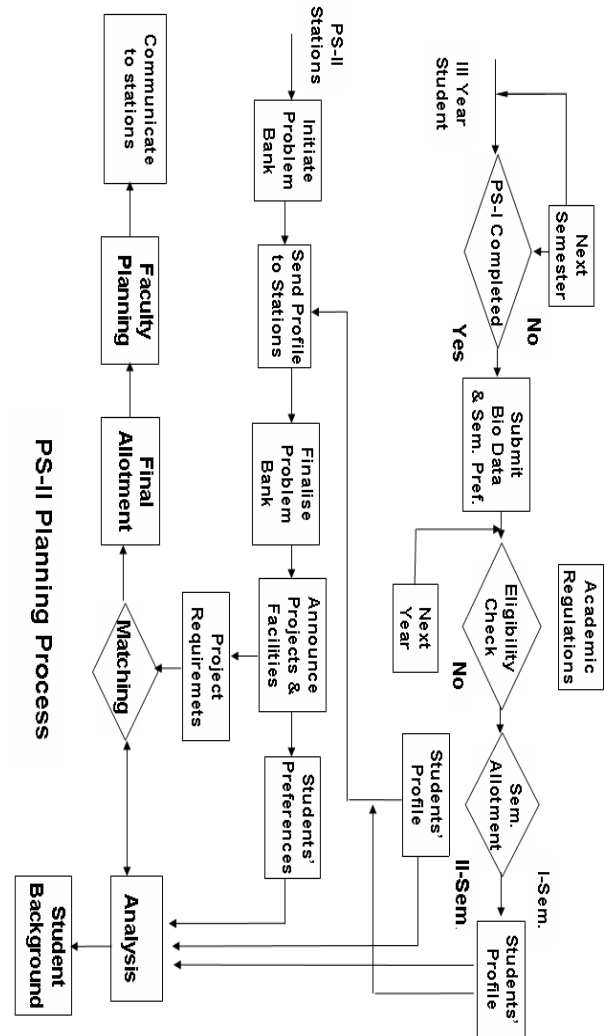 III Year
Student
Next
Semester
PS-I Completed
No
Yes
Submit
Bio Data
& Sem. Pref.
Academic
Regulations
Eligibility
Check
Next
Year
No
Sem.
Allotment
I-Sem.
II-Sem.
Students'
Profile
Students'
Profile
PS-II
Stations
Initiate
Problem
Bank
Send Profile
to Stations
Finalise
Problem
Bank
Announce
Projects &
Facilities
Students'
Preferences
Project
Requiremets
Communicate
to stations
Faculty
Planning
Final
Allotment
Matching
Analysis
Student
Background
PS-II Planning Process